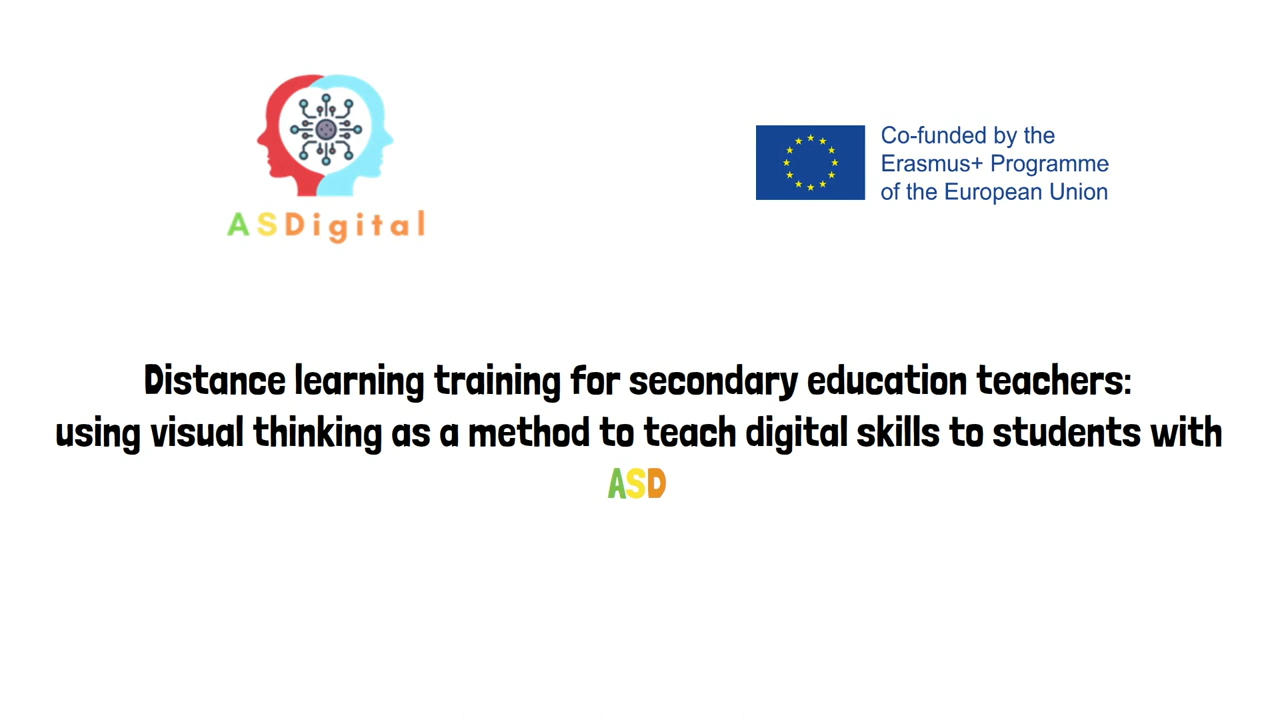 ASDigital
Co-funded by the
Erasmus+ Programme
of the European Union
Distance learning training for secondary education teachers:
using visual thinking as a method to teach digital skills to students with
ASD